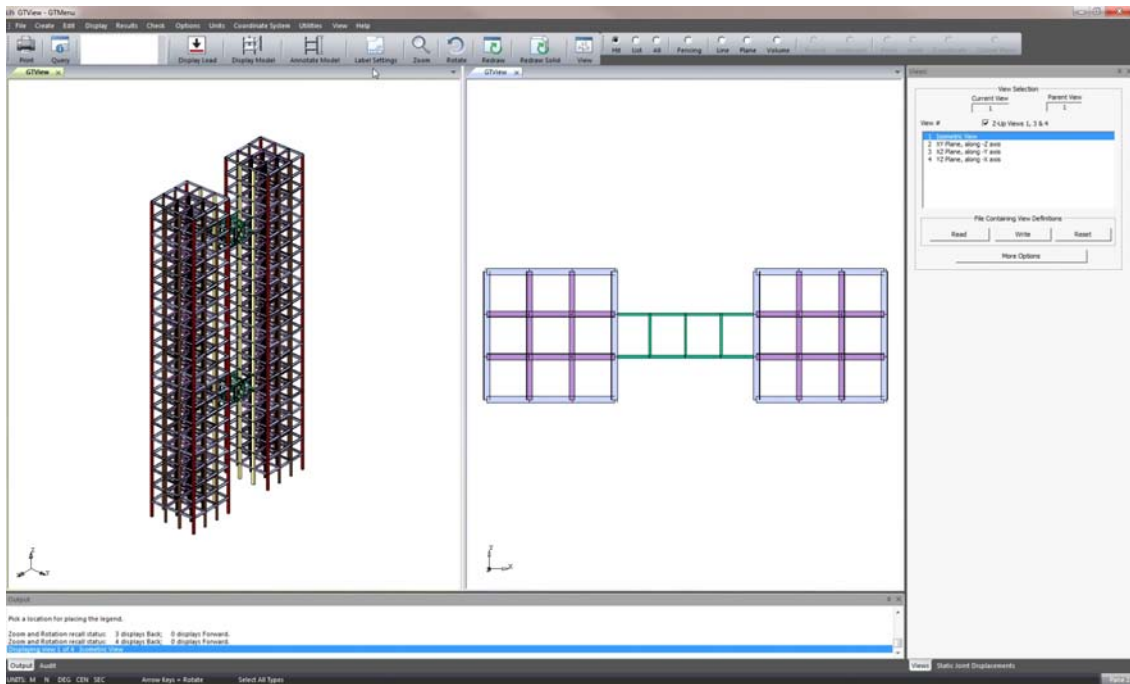 GTView - GTMenu
File Create Edit Display Results Check Options Units Coordinate System Utilities View Help
Print Query Display Load Display Model Annotate Model Label Settings Zoom Rotate Redraw Redraw Solid View Hit List All Fencing Line Plane Volume
GTView x
GTView x
Views
View Selection
Current View Parent View
1 1
View # Z-Up Views 1, 3 & 4
1 Isometric View
2 XY Plane, along -Z axis
3 XZ Plane, along -Y axis
4 YZ Plane, along -X axis
File Containing View Definitions
Read Write Reset
More Options
Z
X Y
Z
X
Output
Pick a location for placing the legend.
Zoom and Rotation recall status: 3 displays Back; 0 displays Forward.
Zoom and Rotation recall status: 4 displays Back; 0 displays Forward.
Displaying view 1 of 4 Isometric View
Output Audit
Views Static Joint Displacements
UNITS: M N DEG CEN SEC Arrow Keys = Rotate Select All Types